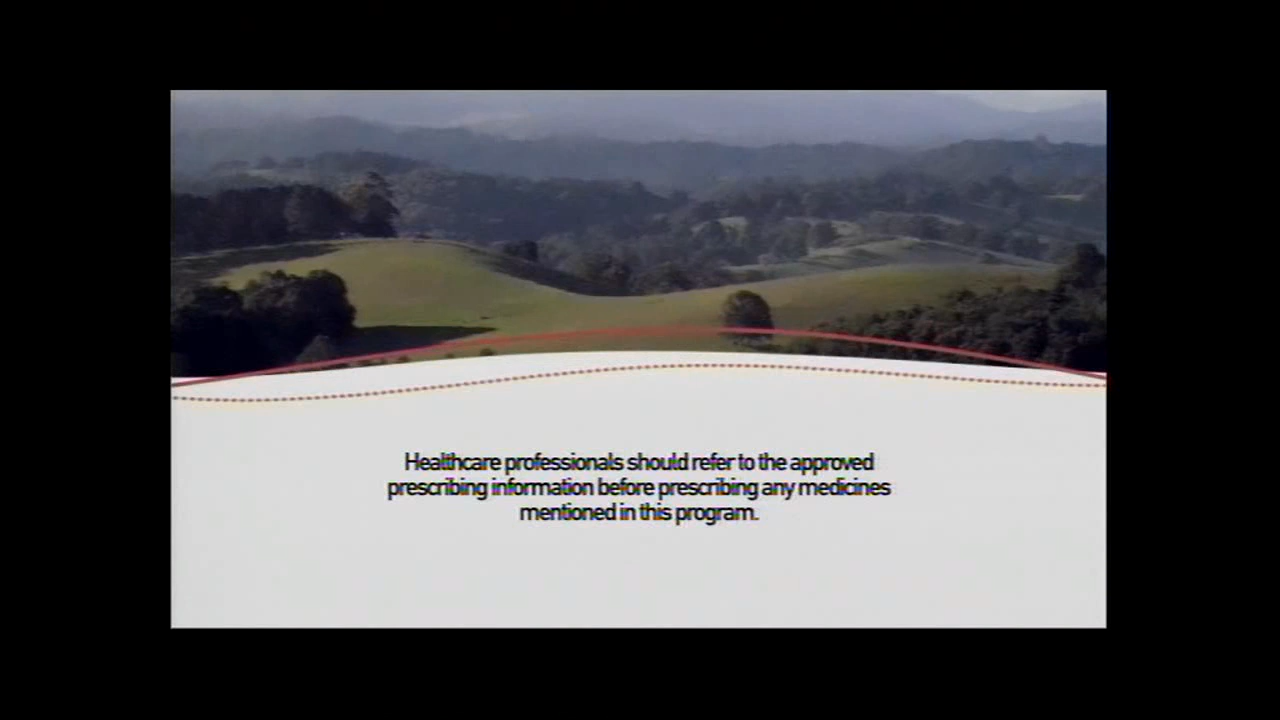 Healthcare professionals should refer to the approved
prescribing information before prescribing any medicines
mentioned in this program.